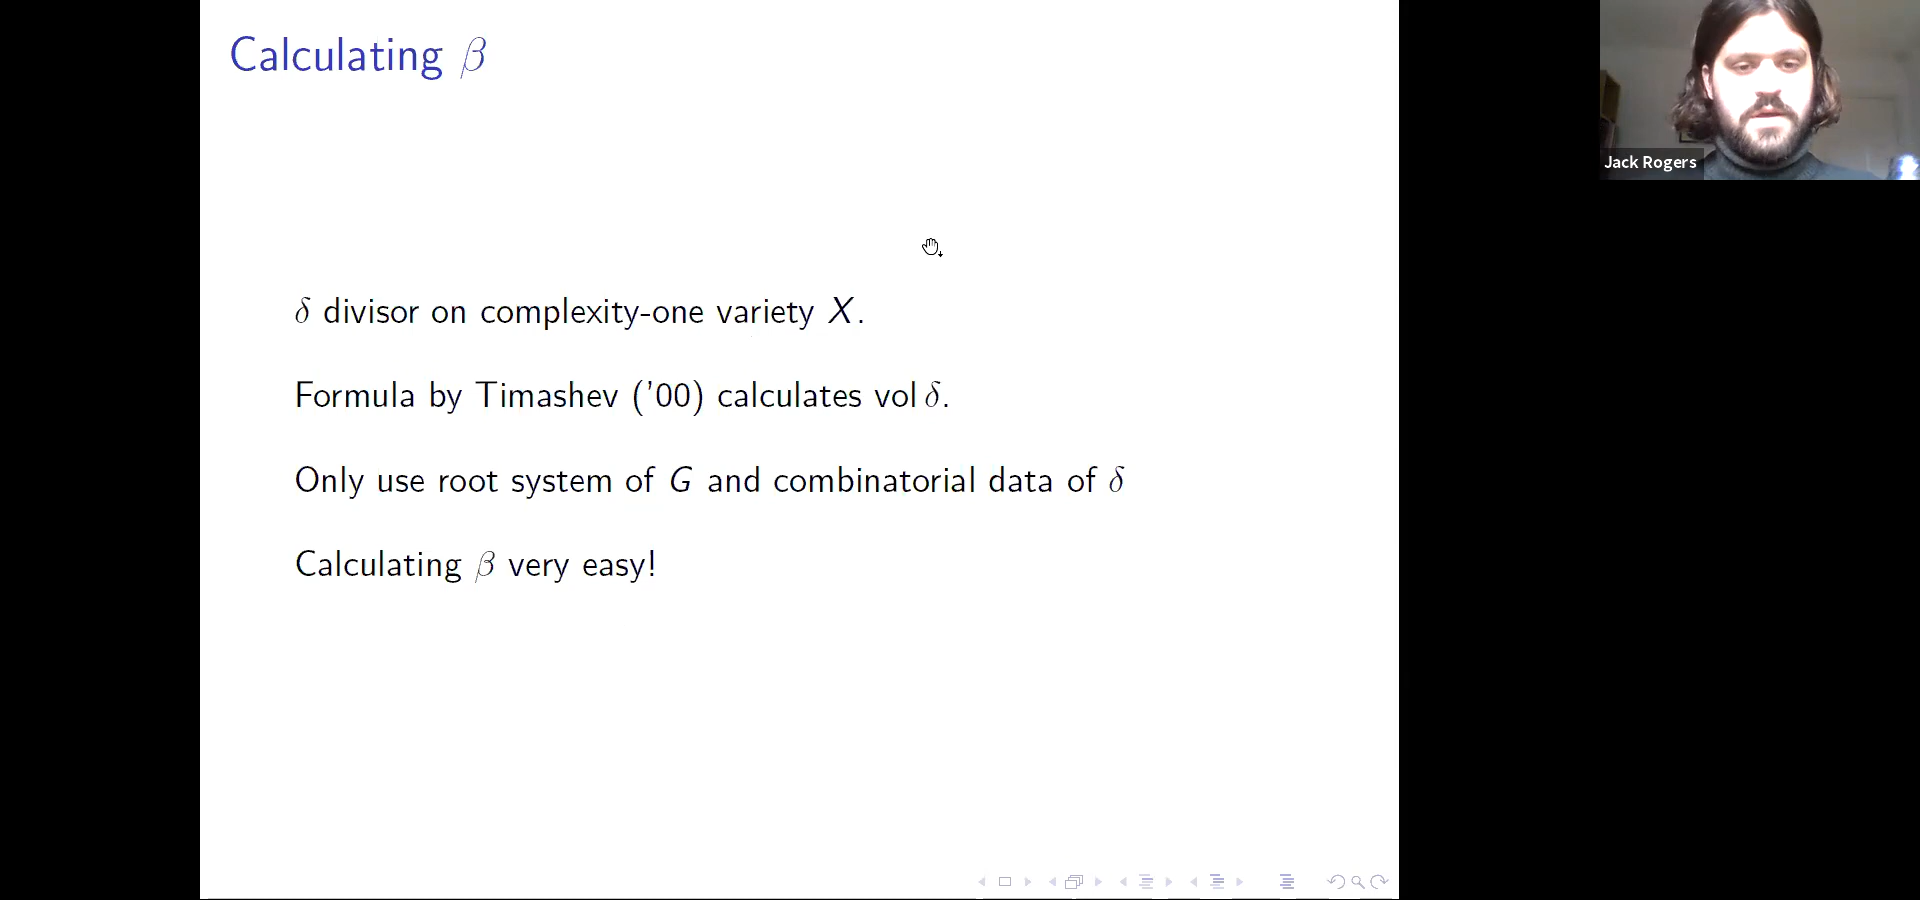 Calculating β
δ divisor on complexity-one variety X.
Formula by Timashev ('00) calculates vol δ.
Only use root system of G and combinatorial data of δ
Calculating β very easy!
Jack Rogers